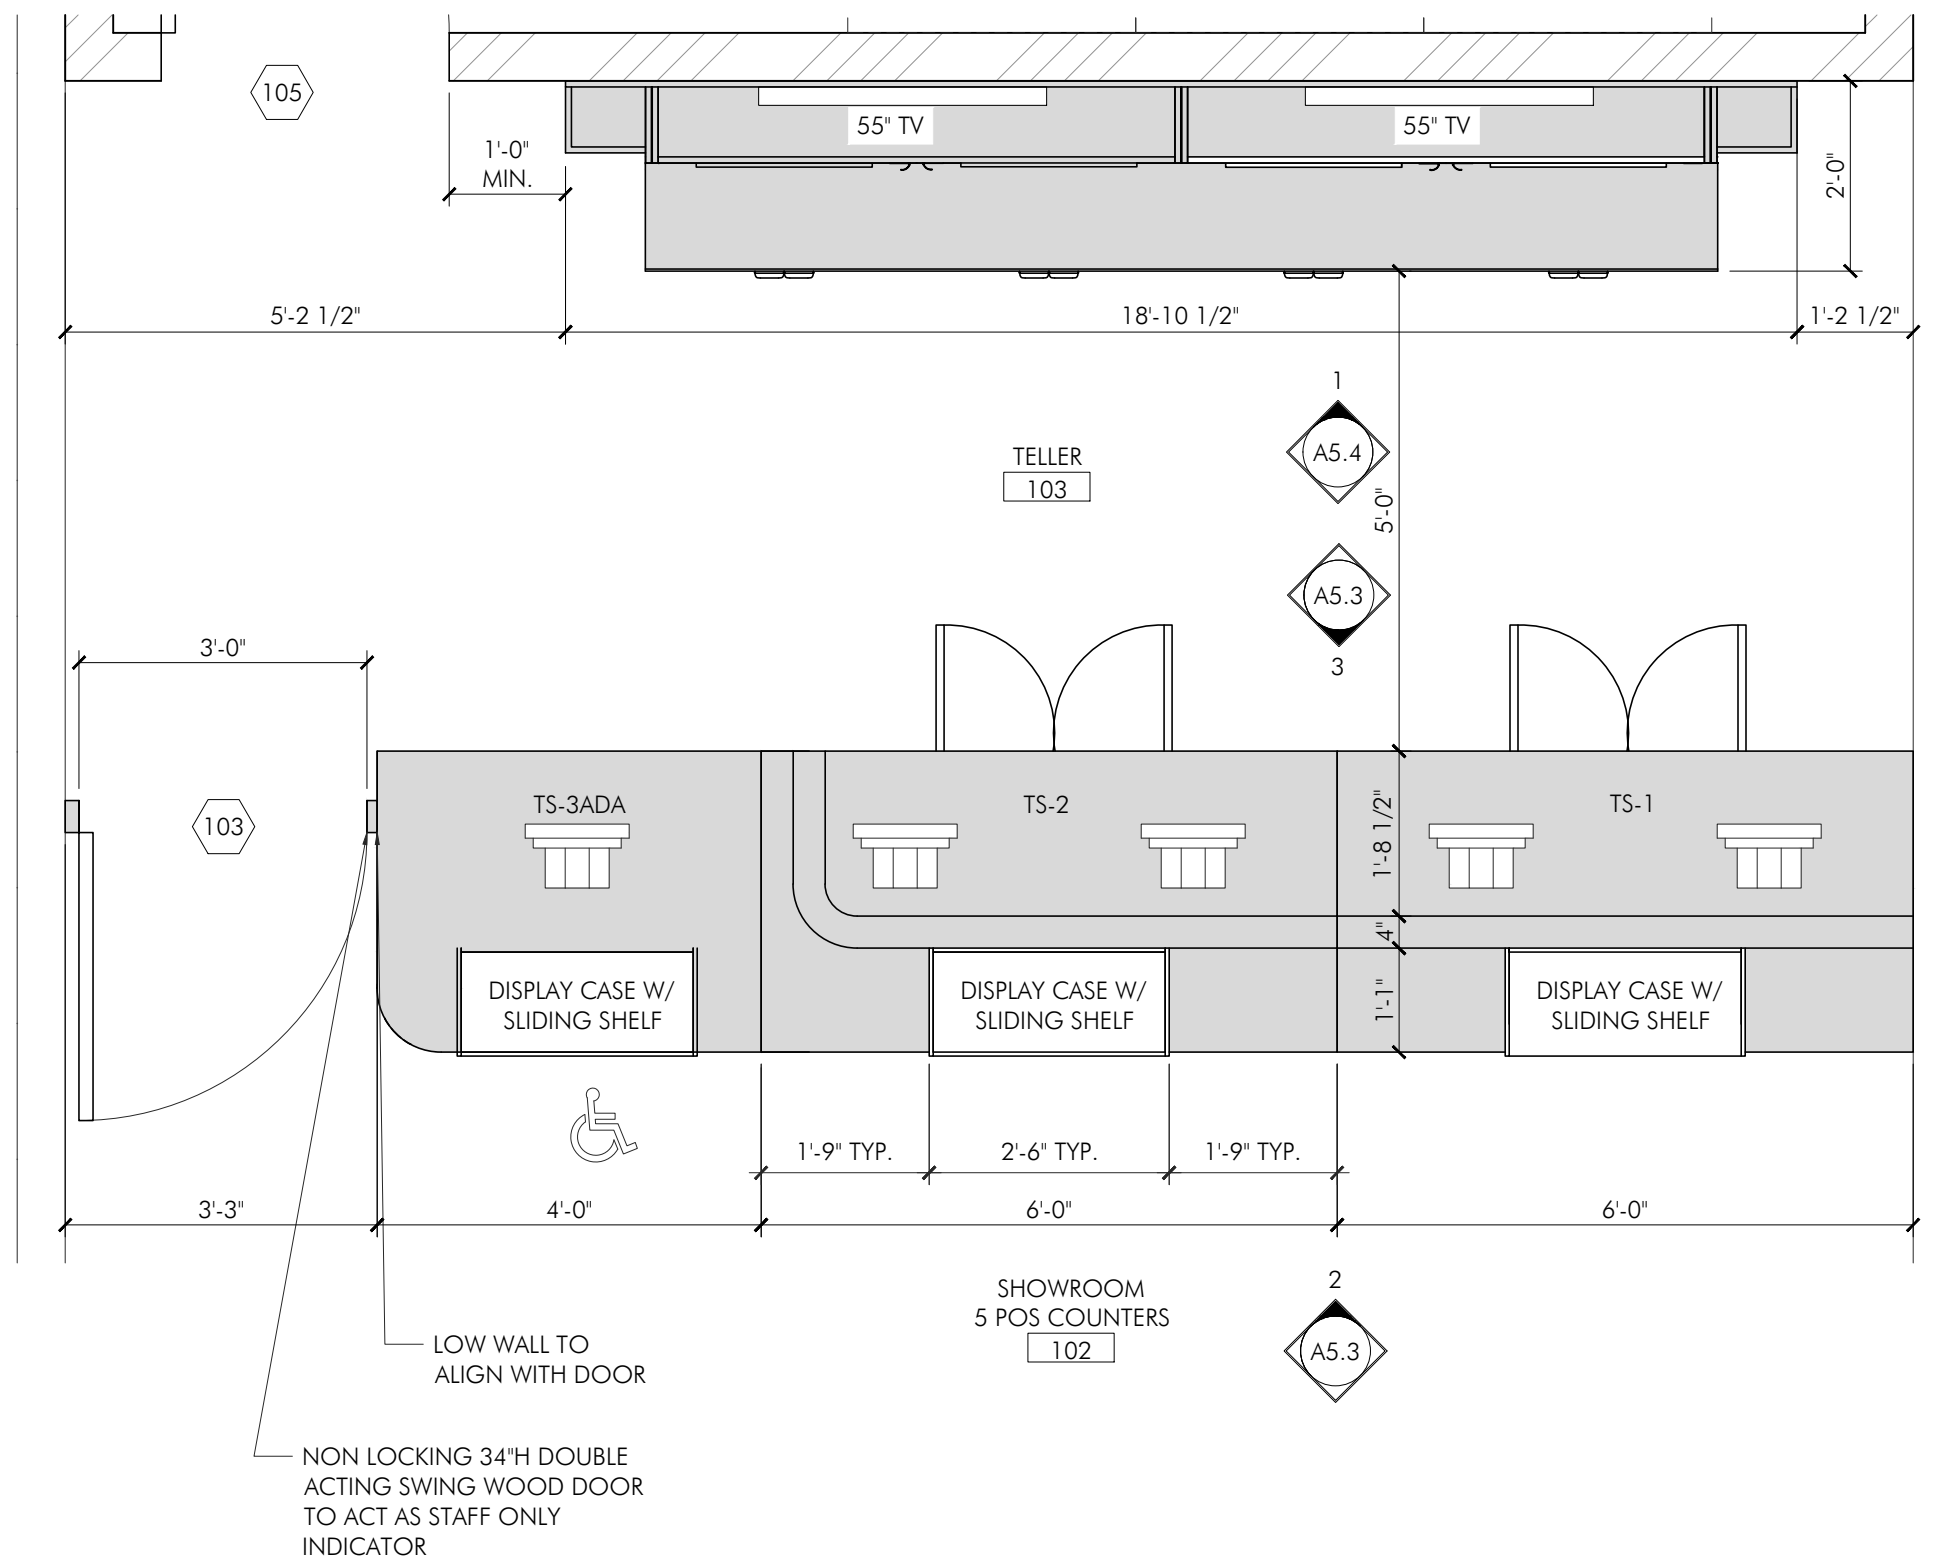 105
55" TV
55" TV
1'-0"
MIN.
2'-0"
5'-2 1/2"
18'-10 1/2"
1'-2 1/2"
1
A5.4
TELLER
103
5'-0"
A5.3
3
3'-0"
103
TS-3ADA
TS-2
TS-1
1'-8 1/2"
4"
1'-1"
DISPLAY CASE W/
SLIDING SHELF
DISPLAY CASE W/
SLIDING SHELF
DISPLAY CASE W/
SLIDING SHELF
1'-9" TYP.
2'-6" TYP.
1'-9" TYP.
3'-3"
4'-0"
6'-0"
6'-0"
SHOWROOM
5 POS COUNTERS
102
2
A5.3
LOW WALL TO
ALIGN WITH DOOR
NON LOCKING 34"H DOUBLE
ACTING SWING WOOD DOOR
TO ACT AS STAFF ONLY
INDICATOR